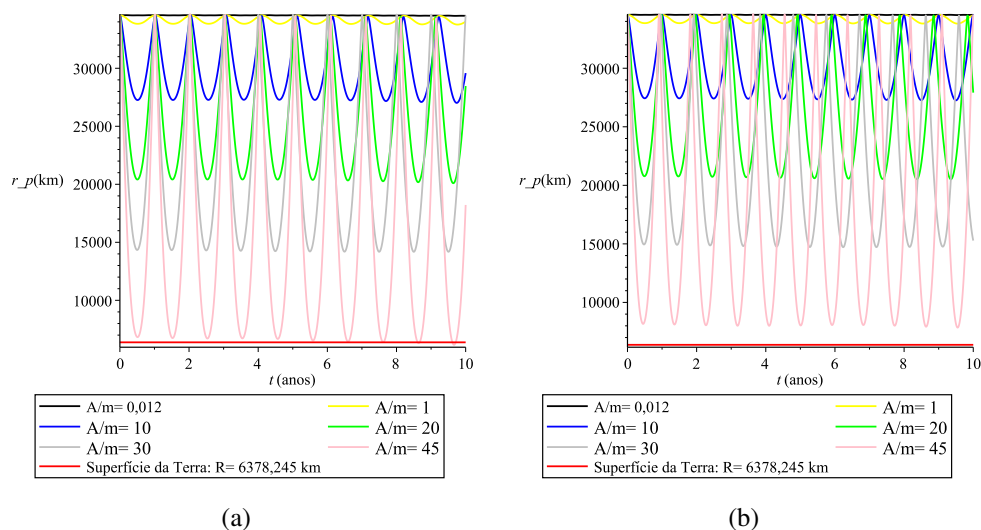 30000
25000
r_p(km)
20000
15000
10000
0 2 4 6 8 10
t (anos)
A/m= 0,012 A/m= 1
A/m= 10 A/m= 20
A/m= 30 A/m= 45
Superfície da Terra: R= 6378,245 km
(a)
30000
25000
r_p(km)
20000
15000
10000
0 2 4 6 8 10
t (anos)
A/m= 0,012 A/m= 1
A/m= 10 A/m= 20
A/m= 30 A/m= 45
Superfície da Terra: R= 6378,245 km
(b)